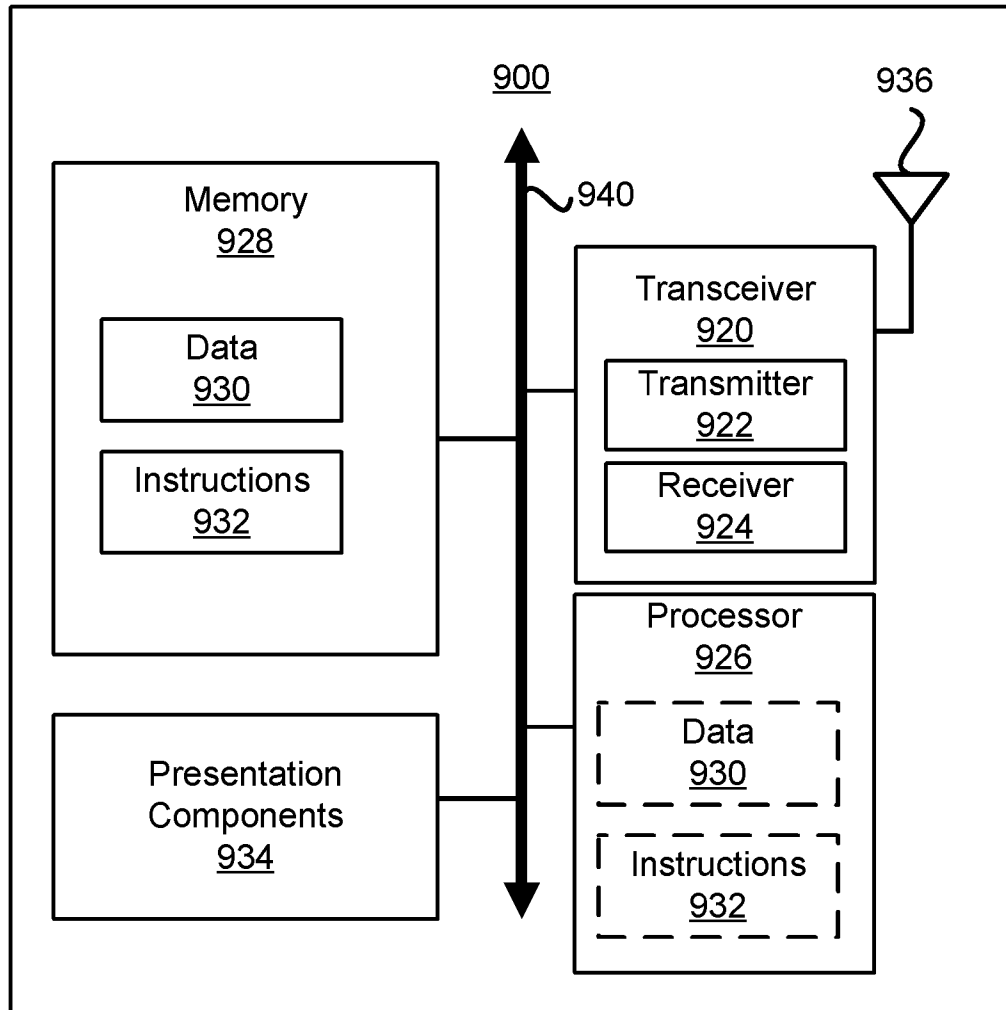 900
936
940
Memory
928
Data
930
Instructions
932
Transceiver
920
Transmitter
922
Receiver
924
Processor
926
Data
930
Instructions
932
Presentation
Components
934